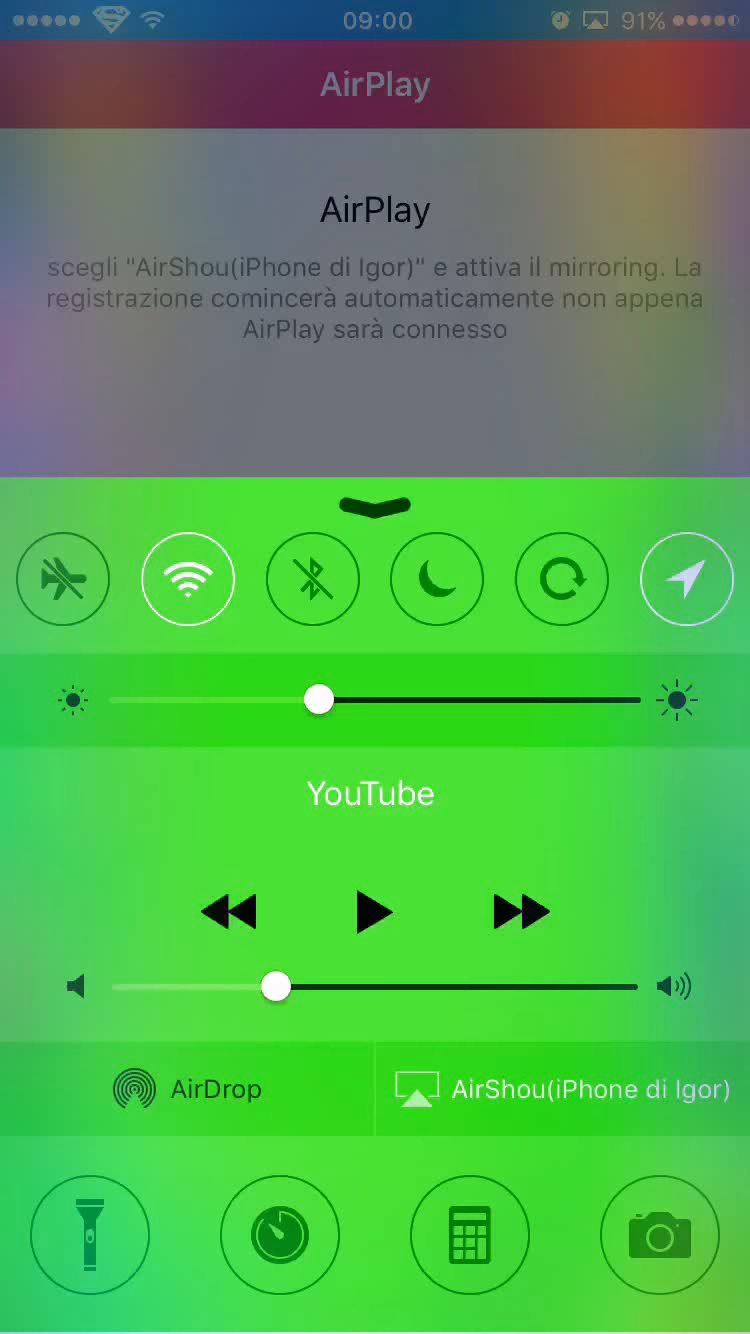 09:00
91%
AirPlay
AirPlay
scegli "AirShou(iPhone di Igor)" e attiva il mirroring. La
registrazione comincerà automaticamente non appena
AirPlay sarà connesso
YouTube
AirDrop
AirShou(iPhone di Igor)